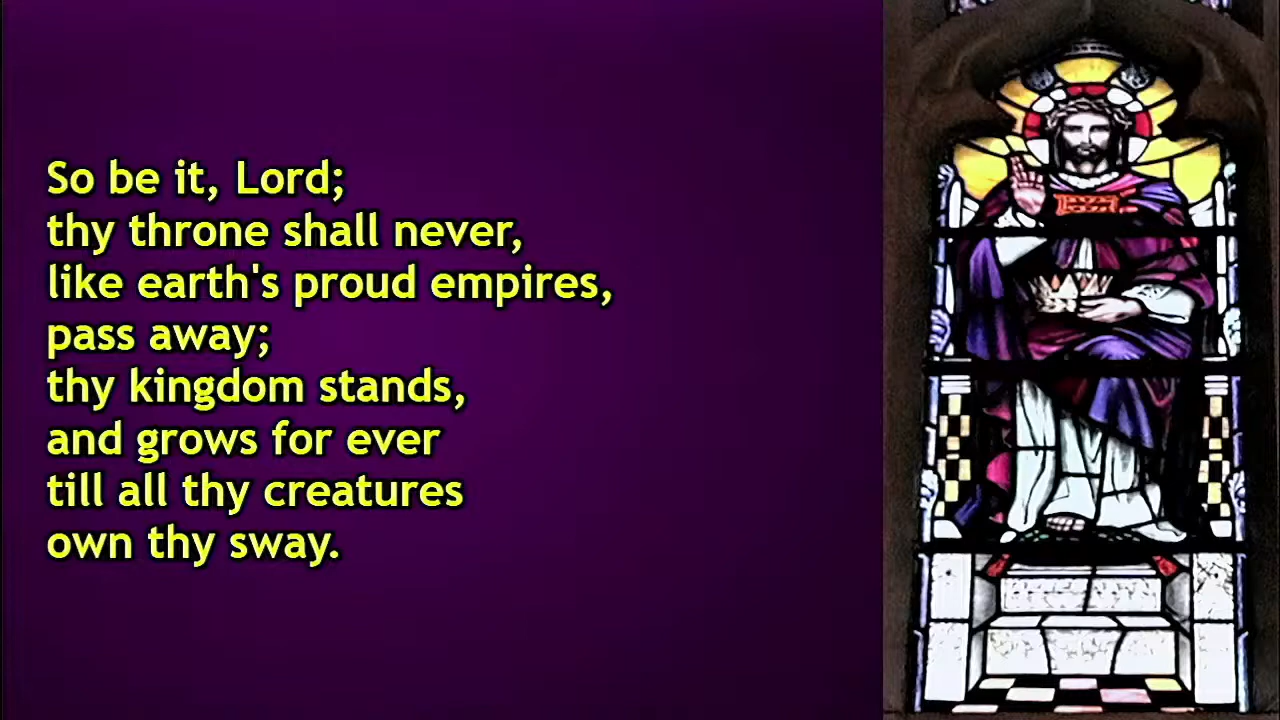 So be it, Lord;
thy throne shall never,
like earth's proud empires,
pass away;
thy kingdom stands,
and grows for ever
till all thy creatures
own thy sway.